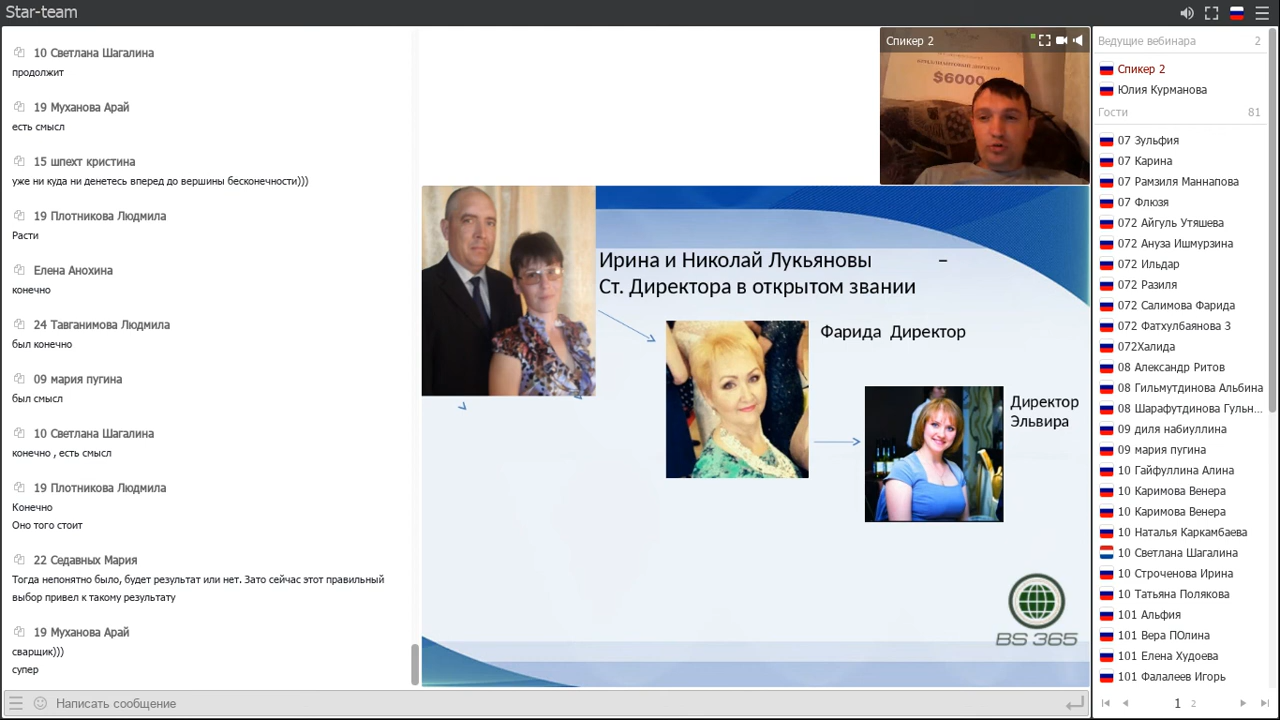 Star-team
10 Светлана Шагалина
продолжит
19 Муханова Арай
есть смысл
15 шпехт кристина
уже ни куда ни денетесь вперед до вершины бесконечности)))
19 Плотникова Людмила
Расти
Елена Анохина
конечно
24 Тавганимова Людмила
был конечно
09 мария пугина
был смысл
10 Светлана Шагалина
конечно , есть смысл
19 Плотникова Людмила
Конечно
Оно того стоит
22 Седавных Мария
Тогда непонятно было, будет результат или нет. Зато сейчас этот правильный
выбор привел к такому результату
19 Муханова Арай
сварщик)))
супер
Написать сообщение
Спикер 2
$6000
Ирина и Николай Лукьяновы –
Ст. Директора в открытом звании
Фарида Директор
Директор
Эльвира
BS 365
Ведущие вебинара 2
Спикер 2
Юлия Курманова
Гости 81
07 Зульфия
07 Карина
07 Рамзиля Маннапова
07 Флюзя
072 Айгуль Утяшева
072 Ануза Ишмурзина
072 Ильдар
072 Разиля
072 Салимова Фарида
072 Фатхулбаянова З
072Халида
08 Александр Ритов
08 Гильмутдинова Альбина
08 Шарафутдинова Гульн...
09 диля набиуллина
09 мария пугина
10 Гайфуллина Алина
10 Каримова Венера
10 Каримова Венера
10 Наталья Каркамбаева
10 Светлана Шагалина
10 Строченова Ирина
10 Татьяна Полякова
101 Альфия
101 Вера ПОлина
101 Елена Худоева
101 Фалалеев Игорь
1 2